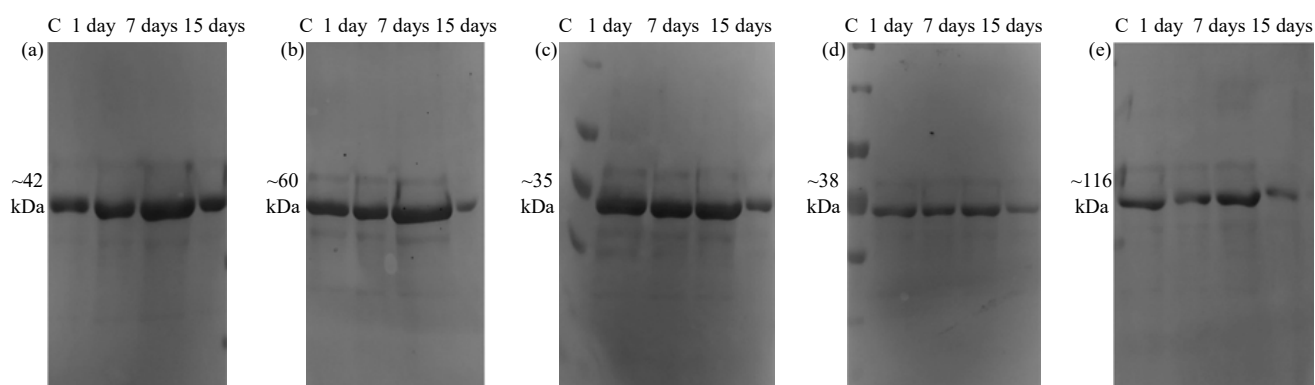 C 1 day 7 days 15 days
(a)
~42
kDa
C 1 day 7 days 15 days
(b)
~60
kDa
C 1 day 7 days 15 days
(c)
~35
kDa
C 1 day 7 days 15 days
(d)
~38
kDa
C 1 day 7 days 15 days
(e)
~116
kDa